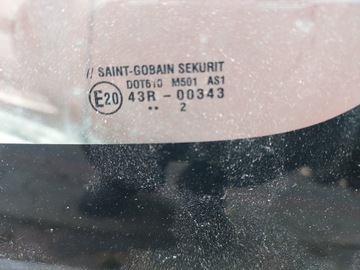 // SAINT-GOBAIN SEKURIT
DOT610 M501 AS1
E20 43R - 00343
.. 2